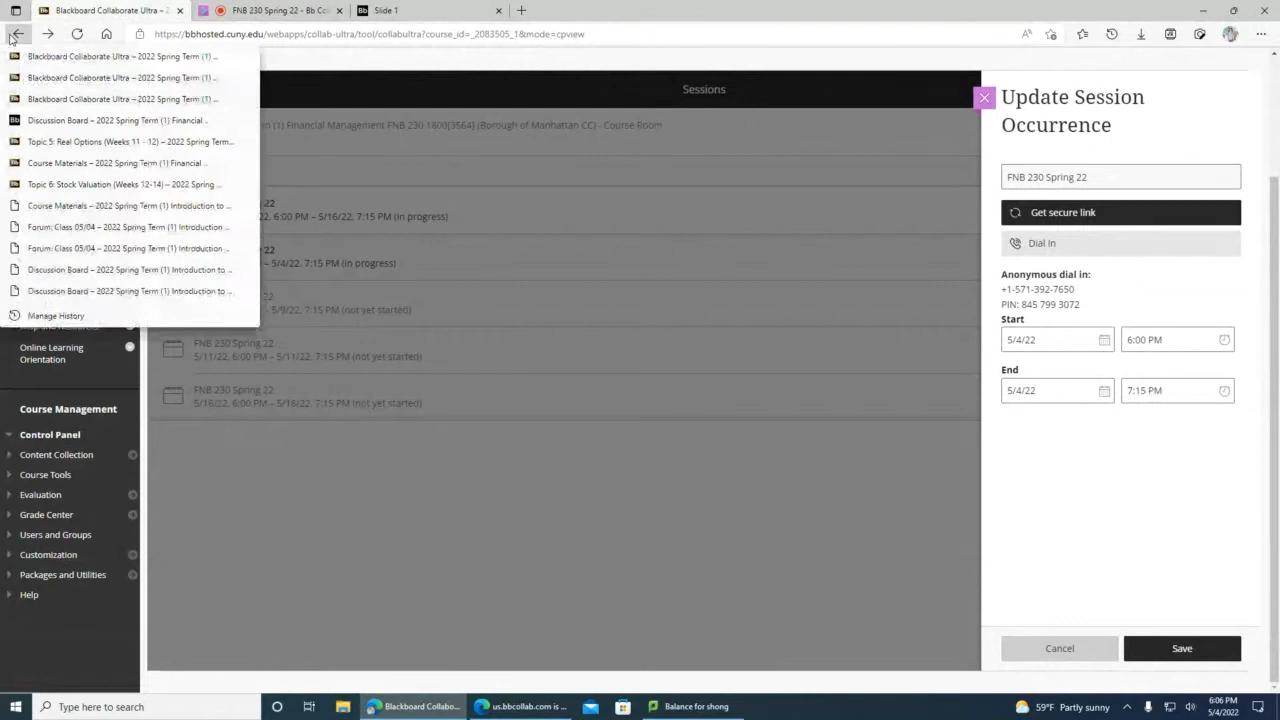 Blackboard Collaborate Ultra – 2
FNB 230 Spring 22 - Bb Col
Bb Slide 1
https://bbhosted.cuny.edu/webapps/collab-ultra/tool/collabultra?course_id=_2083505_1&mode=cpview
Blackboard Collaborate Ultra – 2022 Spring Term (1) ...
Blackboard Collaborate Ultra – 2022 Spring Term (1) ...
Blackboard Collaborate Ultra – 2022 Spring Term (1) ...
Discussion Board – 2022 Spring Term (1) Financial...
Topic 5: Real Options (Weeks 11 - 12) – 2022 Spring Term...
Course Materials – 2022 Spring Term (1) Financial ...
Topic 6: Stock Valuation (Weeks 12-14) – 2022 Spring ...
Course Materials – 2022 Spring Term (1) Introduction to ...
Forum: Class 05/04 – 2022 Spring Term (1) Introduction ...
Forum: Class 05/04 – 2022 Spring Term (1) Introduction ...
Discussion Board – 2022 Spring Term (1) Introduction to ...
Discussion Board – 2022 Spring Term (1) Introduction to ...
Manage History
Online Learning
Orientation
Course Management
Control Panel
Content Collection
Course Tools
Evaluation
Grade Center
Users and Groups
Customization
Packages and Utilities
Help
Sessions
(1) Financial Management FNB 230 1800[3564] (Borough of Manhattan CC) - Course Room
22
22, 6:00 PM – 5/16/22, 7:15 PM (in progress)
22
– 5/4/22, 7:15 PM (in progress)
22
– 5/9/22, 7:15 PM (not yet started)
FNB 230 Spring 22
5/11/22, 6:00 PM – 5/11/22, 7:15 PM (not yet started)
FNB 230 Spring 22
5/16/22, 6:00 PM – 5/16/22, 7:15 PM (not yet started)
Update Session
Occurrence
FNB 230 Spring 22
Get secure link
Dial In
Anonymous dial in:
+1-571-392-7650
PIN: 845 799 3072
Start
5/4/22 6:00 PM
End
5/4/22 7:15 PM
Cancel Save
Type here to search
Blackboard Collabo...
us.bbcollab.com is ...
Balance for shong
59°F Partly sunny
6:06 PM
5/4/2022